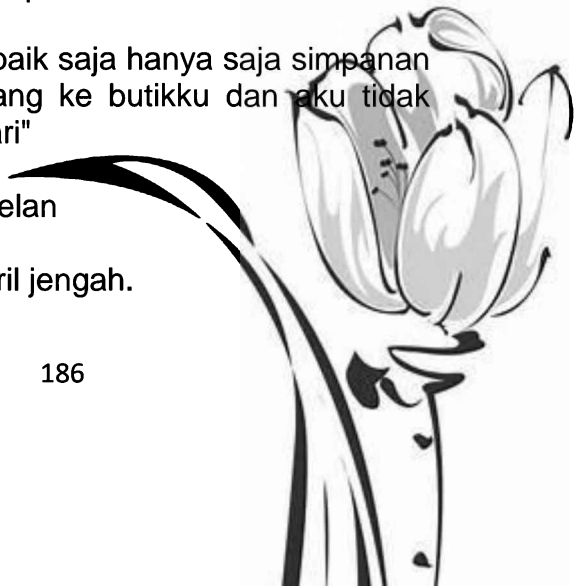 baik saja hanya saja simpanan
ang ke butikku dan aku tidak
ari"
elan
ril jengah.
186